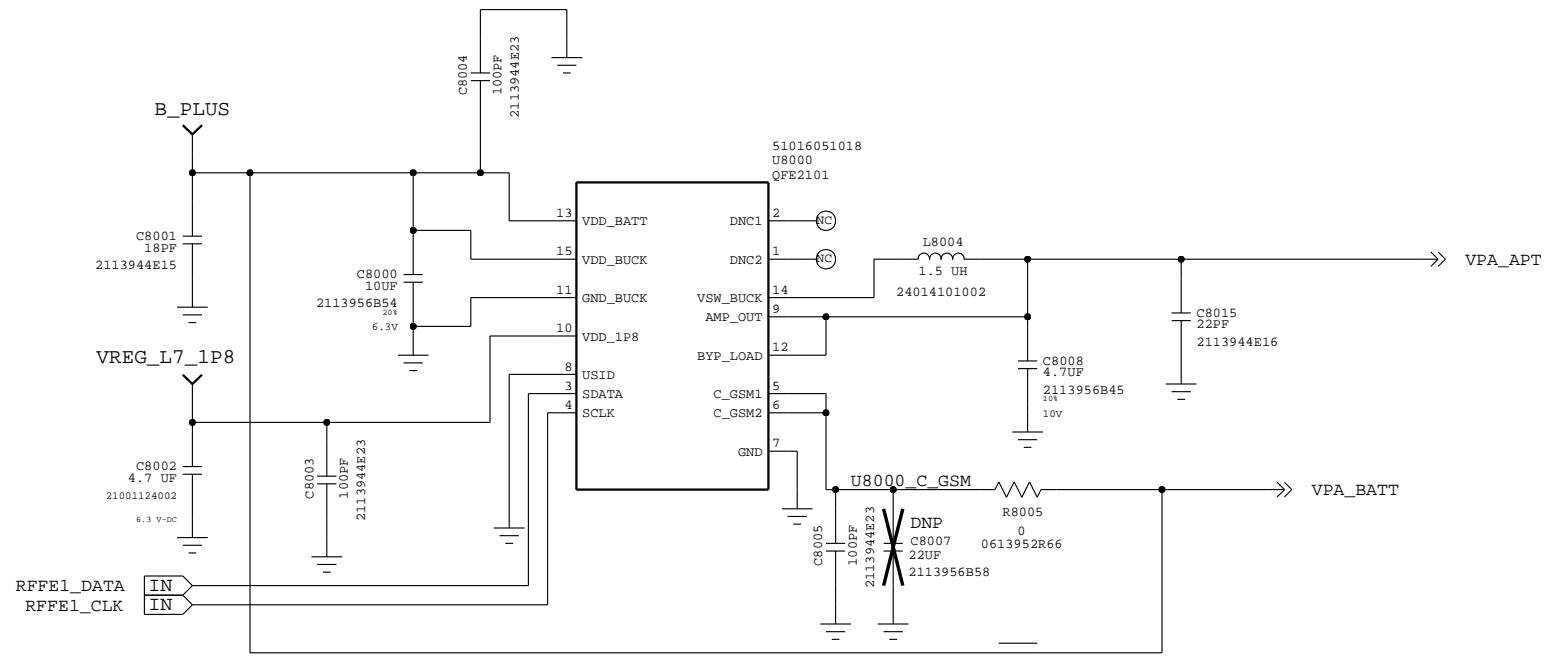 C8004
100PF
2113944E23
B_PLUS
51016051018
U8000
QFE2101
C8001
18PF
2113944E15
C8000
10UF
2113956B54
20%
6.3V
13 VDD_BATT
15 VDD_BUCK
11 GND_BUCK
10 VDD_1P8
8 USID
3 SDATA
4 SCLK
DNC1 2 NC
DNC2 1 NC
VSW_BUCK 14
AMP_OUT 9
BYP_LOAD 12
C_GSM1 5
C_GSM2 6
GND 7
L8004
1.5 UH
24014101002
VPA_APT
C8015
22PF
2113944E16
C8008
4.7UF
2113956B45
10%
10V
VREG_L7_1P8
C8002
4.7 UF
21001124002
6.3 V-DC
C8003
100PF
2113944E23
U8000_C_GSM
VPA_BATT
R8005
0
0613952R66
C8005
100PF
2113944E23
DNP
C8007
22UF
2113956B58
RFFE1_DATA IN
RFFE1_CLK IN